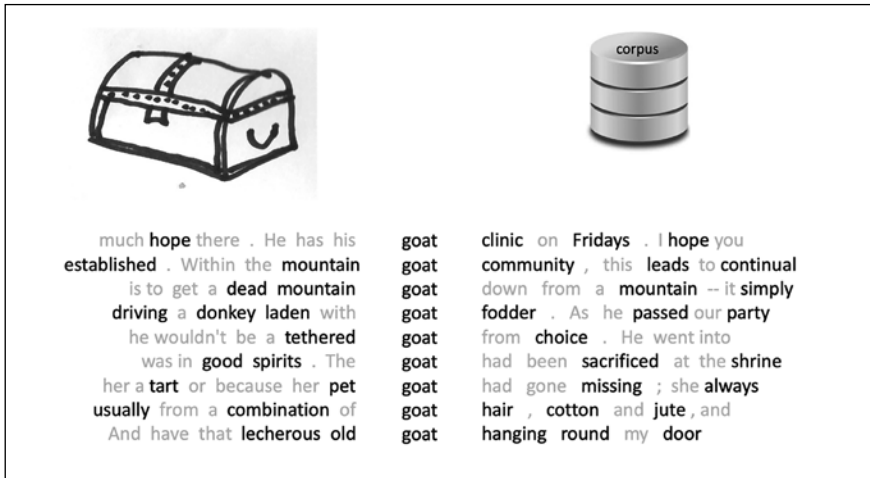 corpus
much hope there . He has his goat clinic on Fridays . I hope you
established . Within the mountain goat community , this leads to continual
is to get a dead mountain goat down from a mountain -- it simply
driving a donkey laden with goat fodder . As he passed our party
he wouldn't be a tethered goat from choice . He went into
was in good spirits . The goat had been sacrificed at the shrine
her a tart or because her pet goat had gone missing ; she always
usually from a combination of goat hair , cotton and jute , and
And have that lecherous old goat hanging round my door